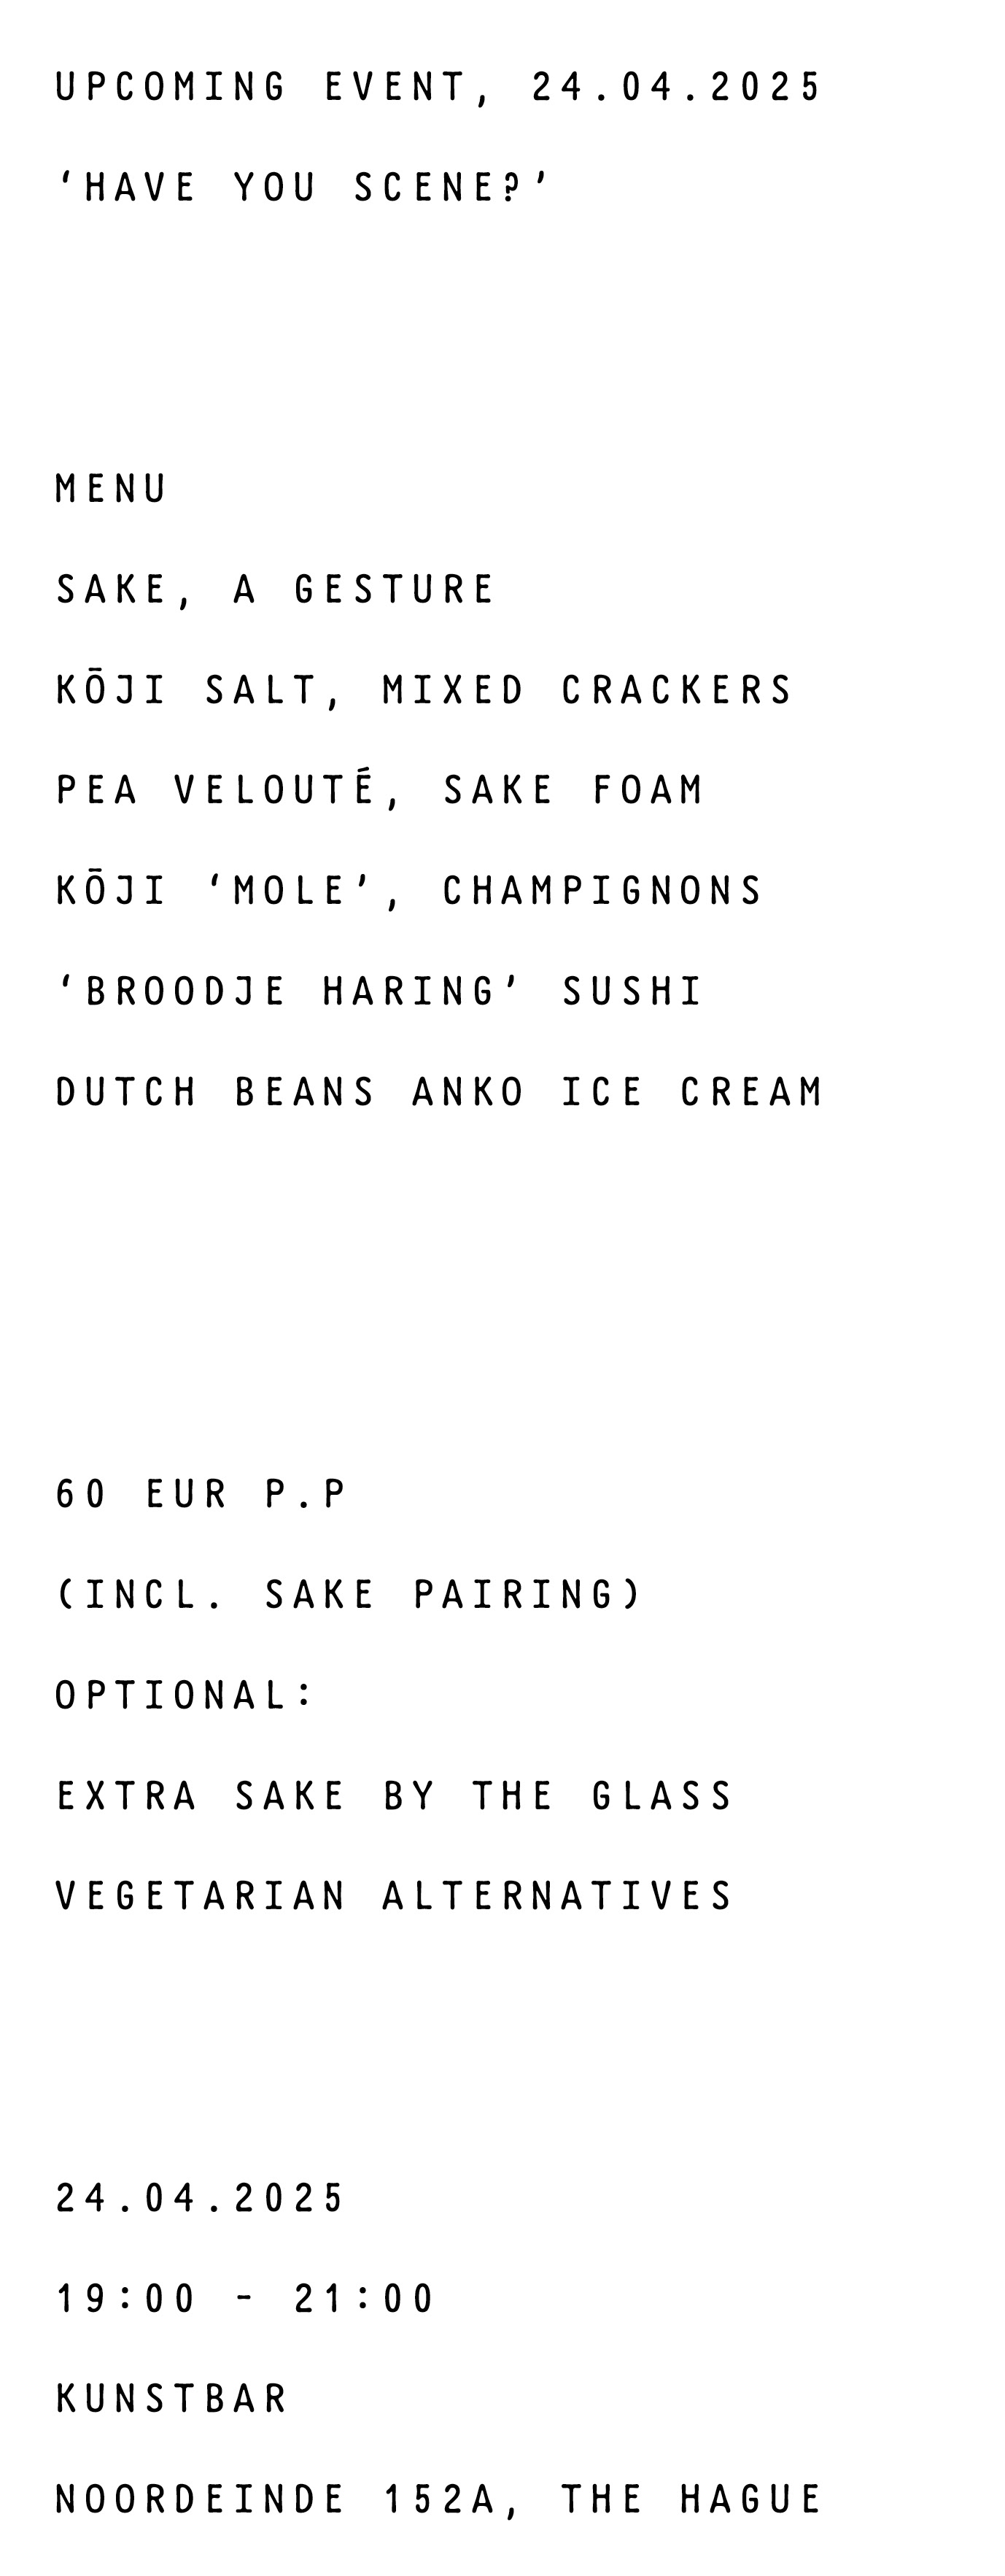 UPCOMING EVENT, 24.04.2025
‘HAVE YOU SCENE?’
MENU
SAKE, A GESTURE
KŌJI SALT, MIXED CRACKERS
PEA VELOUTÉ, SAKE FOAM
KŌJI ‘MOLE’, CHAMPIGNONS
‘BROODJE HARING’ SUSHI
DUTCH BEANS ANKO ICE CREAM
60 EUR P.P
(INCL. SAKE PAIRING)
OPTIONAL:
EXTRA SAKE BY THE GLASS
VEGETARIAN ALTERNATIVES
24.04.2025
19:00 - 21:00
KUNSTBAR
NOORDEINDE 152A, THE HAGUE